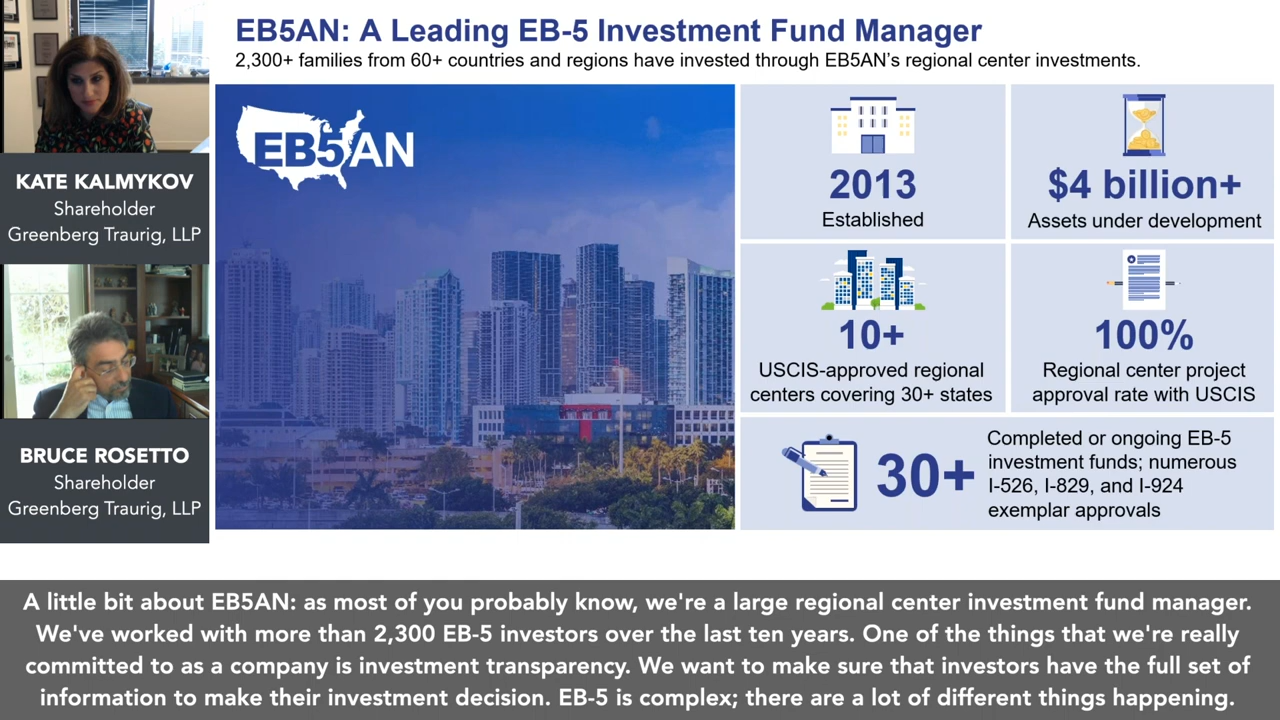 EB5AN: A Leading EB-5 Investment Fund Manager
2,300+ families from 60+ countries and regions have invested through EB5AN's regional center investments.
KATE KALMYKOV
Shareholder
Greenberg Traurig, LLP
BRUCE ROSETTO
Shareholder
Greenberg Traurig, LLP
EB5AN
2013
Established
$4 billion+
Assets under development
10+
USCIS-approved regional
centers covering 30+ states
100%
Regional center project
approval rate with USCIS
30+
Completed or ongoing EB-5
investment funds; numerous
I-526, I-829, and I-924
exemplar approvals
A little bit about EB5AN: as most of you probably know, we're a large regional center investment fund manager.
We've worked with more than 2,300 EB-5 investors over the last ten years. One of the things that we're really
committed to as a company is investment transparency. We want to make sure that investors have the full set of
information to make their investment decision. EB-5 is complex; there are a lot of different things happening.